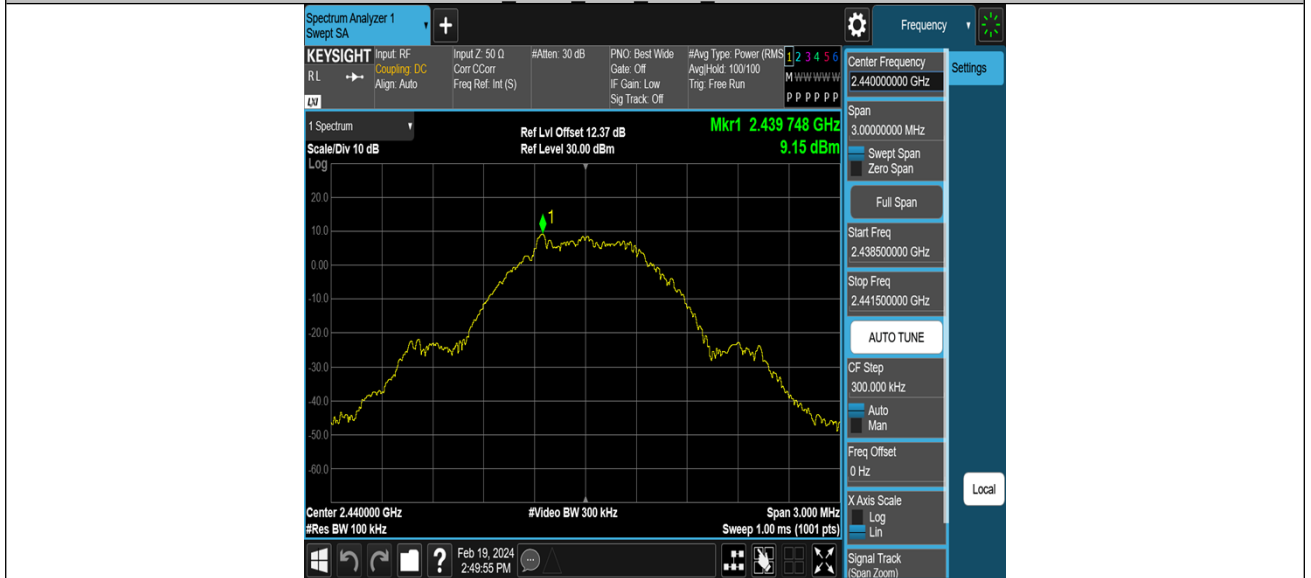 Spectrum Analyzer 1
Swept SA
+
Frequency
KEYSIGHT
RL
LXI
Input: RF
Coupling: DC
Align: Auto
Input Z: 50 Ω
Corr CCorr
Freq Ref: Int (S)
#Atten: 30 dB
PNO: Best Wide
Gate: Off
IF Gain: Low
Sig Track: Off
#Avg Type: Power (RMS
Avg|Hold: 100/100
Trig: Free Run
1 2 3 4 5 6
M W W W W W
P P P P P P
1 Spectrum
Scale/Div 10 dB
Ref Lvl Offset 12.37 dB
Ref Level 30.00 dBm
Mkr1 2.439 748 GHz
9.15 dBm
Log
20.0
10.0
0.00
-10.0
-20.0
-30.0
-40.0
-50.0
-60.0
1
Center 2.440000 GHz
#Res BW 100 kHz
#Video BW 300 kHz
Span 3.000 MHz
Sweep 1.00 ms (1001 pts)
Feb 19, 2024
2:49:55 PM
?
Center Frequency
2.440000000 GHz
Span
3.00000000 MHz
Swept Span
Zero Span
Full Span
Start Freq
2.438500000 GHz
Stop Freq
2.441500000 GHz
AUTO TUNE
CF Step
300.000 kHz
Auto
Man
Freq Offset
0 Hz
X Axis Scale
Log
Lin
Signal Track
(Span Zoom)
Settings
Local